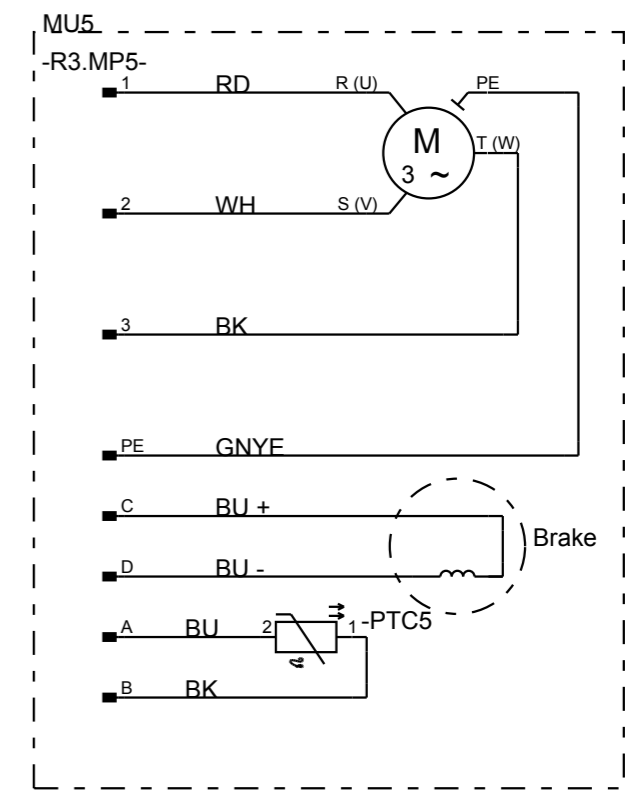 MU5
-R3.MP5-
1 RD R (U) PE
M
3 ~
T (W)
2 WH S (V)
3 BK
PE GNYE
C BU +
Brake
D BU -
A BU 2 1 -PTC5
B BK